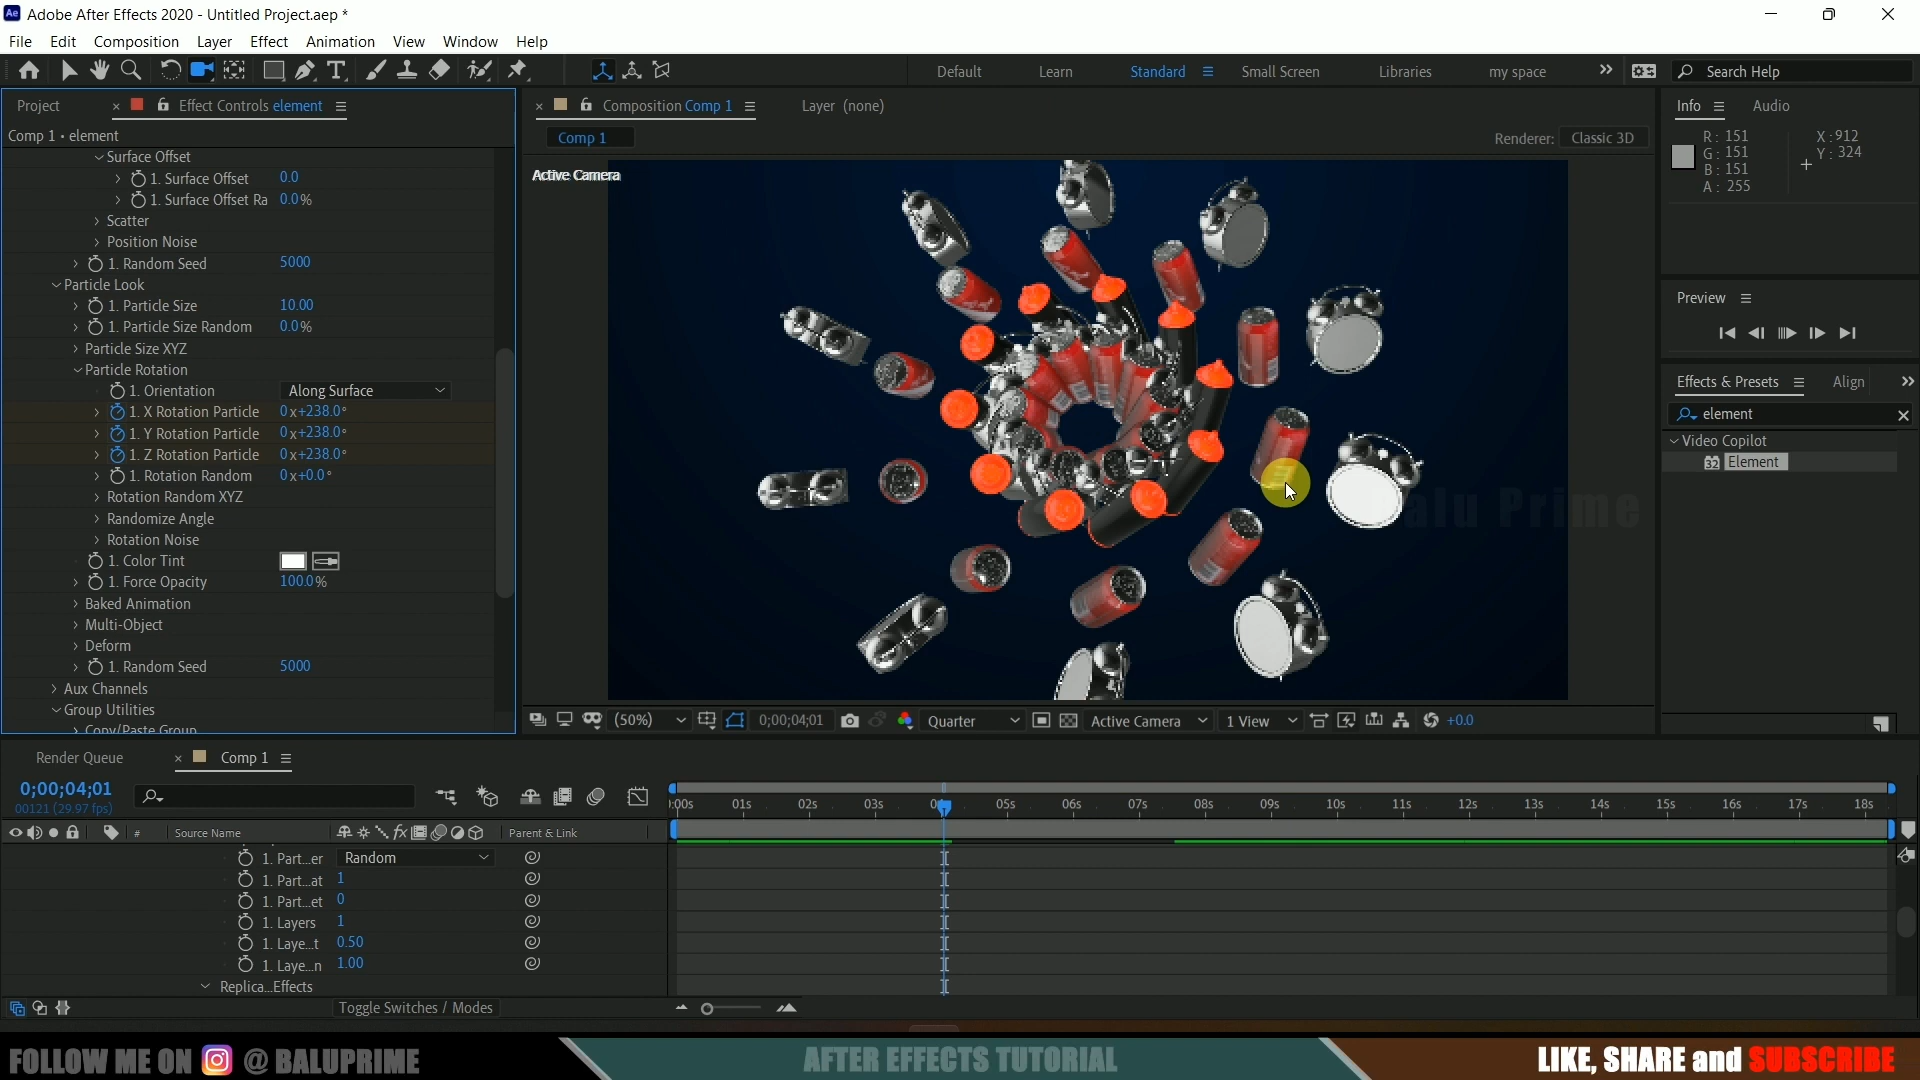 Adobe After Effects 2020 - Untitled Project.aep *
File Edit Composition Layer Effect Animation View Window Help
Default Learn Standard Small Screen Libraries my space Search Help
Project Effect Controls element
Comp 1 • element
Surface Offset
1. Surface Offset 0.0
1. Surface Offset Ra 0.0%
Scatter
Position Noise
1. Random Seed 5000
Particle Look
1. Particle Size 10.00
1. Particle Size Random 0.0%
Particle Size XYZ
Particle Rotation
1. Orientation Along Surface
1. X Rotation Particle 0x+238.0°
1. Y Rotation Particle 0x+238.0°
1. Z Rotation Particle 0x+238.0°
1. Rotation Random 0x+0.0°
Rotation Random XYZ
Randomize Angle
Rotation Noise
1. Color Tint
1. Force Opacity 100.0%
Baked Animation
Multi-Object
Deform
1. Random Seed 5000
Aux Channels
Group Utilities
Copy/Paste Group
Composition Comp 1 Layer (none)
Comp 1 Renderer: Classic 3D
Active Camera
Balu Prime
(50%) 0;00;04;01 Quarter Active Camera 1 View +0.0
Info Audio
R: 151 X: 912
G: 151 Y: 324
B: 151
A: 255
Preview
Effects & Presets Align
element
Video Copilot
32 Element
Render Queue Comp 1
0;00;04;01
00121 (29.97 fps)
# Source Name fx Parent & Link
:00s 01s 02s 03s 05s 06s 07s 08s 09s 10s 11s 12s 13s 14s 15s 16s 17s 18s
1. Part...er Random
1. Part...at 1
1. Part...et 0
1. Layers 1
1. Laye...t 0.50
1. Laye...n 1.00
Replica...Effects
Toggle Switches / Modes
FOLLOW ME ON @ BALUPRIME AFTER EFFECTS TUTORIAL LIKE, SHARE and SUBSCRIBE